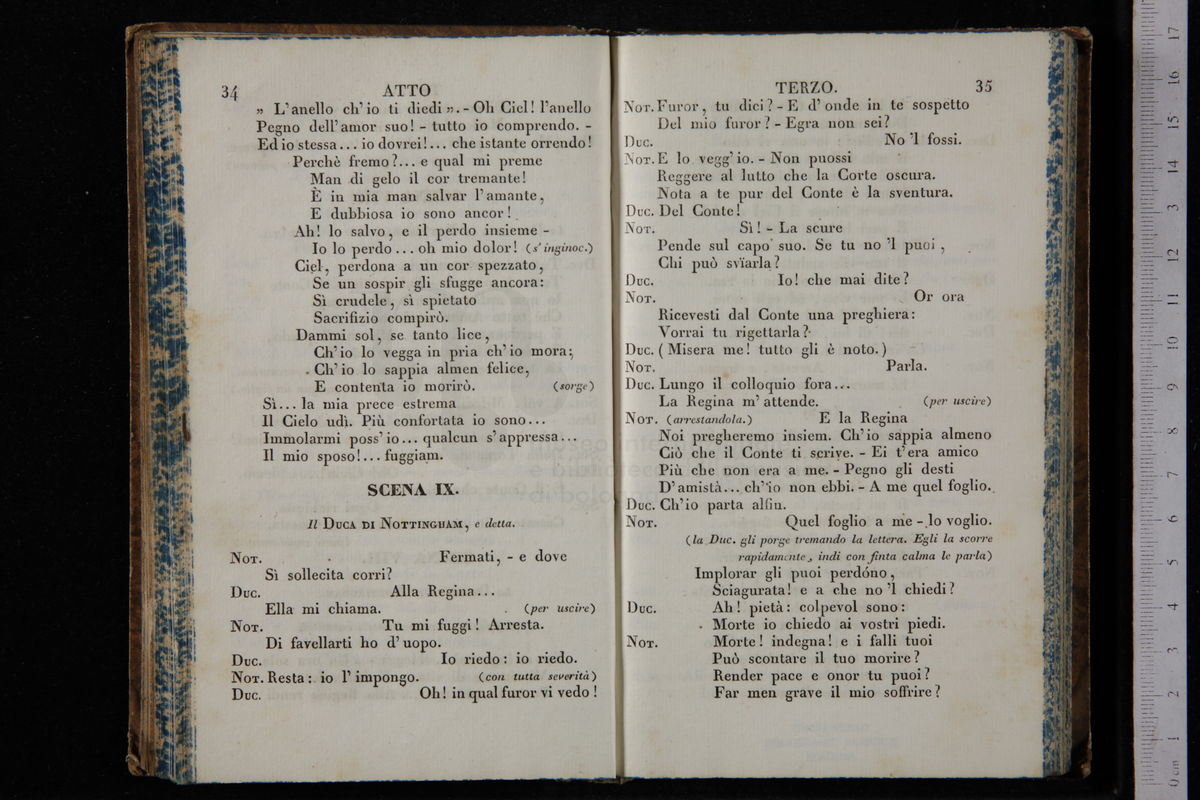 34 ATTO
„ L'anello ch'io ti diedi ". - Oh Ciel! l'anello
Pegno dell'amor suo! - tutto io comprendo. -
Ed io stessa... io dovrei!... che istante orrendo!
Perchè fremo?... e qual mi preme
Man di gelo il cor tremante!
È in mia man salvar l'amante,
E dubbiosa io sono ancor!
Ah! lo salvo, e il perdo insieme -
Io lo perdo... oh mio dolor! (s'inginoc.)
Ciel, perdona a un cor spezzato,
Se un sospir gli sfugge ancora:
Sì crudele, sì spietato
Sacrifizio compirò.
Dammi sol, se tanto lice,
Ch'io lo vegga in pria ch'io mora;
Ch'io lo sappia almen felice,
E contenta io morirò. (sorge)
Sì... la mia prece estrema
Il Cielo udì. Più confortata io sono...
Immolarmi poss'io... qualcun s'appressa...
Il mio sposo!... fuggiam.
SCENA IX.
Il DUCA DI NOTTINGHAM, e detta.
NOT. Fermati, - e dove
Sì sollecita corri?
DUC. Alla Regina...
Ella mi chiama. (per uscire)
NOT. Tu mi fuggi! Arresta.
Di favellarti ho d'uopo.
DUC. Io riedo: io riedo.
NOT. Resta: io l'impongo. (con tutta severità)
DUC. Oh! in qual furor vi vedo!
TERZO. 35
NOT. Furor, tu dici? - E d'onde in te sospetto
Del mio furor? - Egra non sei?
DUC. No 'l fossi.
NOT. E lo vegg'io. - Non puossi
Reggere al lutto che la Corte oscura.
Nota a te pur del Conte è la sventura.
DUC. Del Conte!
NOT. Sì! - La scure
Pende sul capo suo. Se tu no 'l puoi,
Chi può svïarla?
DUC. Io! che mai dite?
NOT. Or ora
Ricevesti dal Conte una preghiera:
Vorrai tu rigettarla?
DUC. (Misera me! tutto gli è noto.)
NOT. Parla.
DUC. Lungo il colloquio fora...
La Regina m'attende. (per uscire)
NOT. (arrestandola.) E la Regina
Noi pregheremo insiem. Ch'io sappia almeno
Ciò che il Conte ti scrive. - Ei t'era amico
Più che non era a me. - Pegno gli desti
D'amistà... ch'io non ebbi. - A me quel foglio.
DUC. Ch'io parta alfin.
NOT. Quel foglio a me - lo voglio.
(la Duc. gli porge tremando la lettera. Egli la scorre
rapidamente, indi con finta calma le parla)
Implorar gli puoi perdóno,
Sciagurata! e a che no 'l chiedi?
DUC. Ah! pietà: colpevol sono:
Morte io chiedo ai vostri piedi.
NOT. Morte! indegna! e i falli tuoi
Può scontare il tuo morire?
Render pace e onor tu puoi?
Far men grave il mio soffrire?